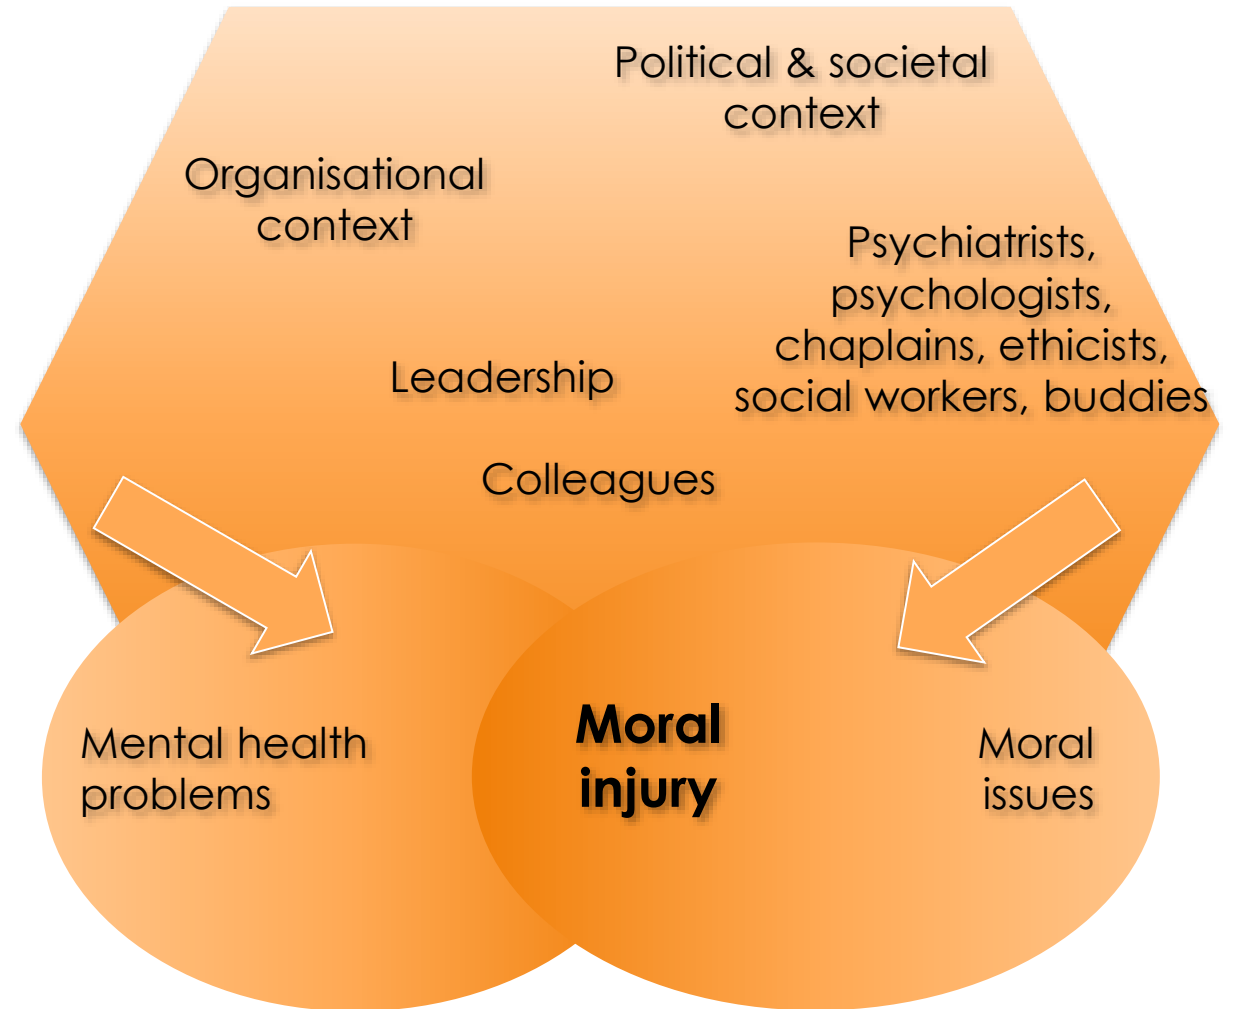 Political & societal
context
Organisational
context
Psychiatrists,
psychologists,
chaplains, ethicists,
social workers, buddies
Leadership
Colleagues
Mental health
problems
Moral
injury
Moral
issues